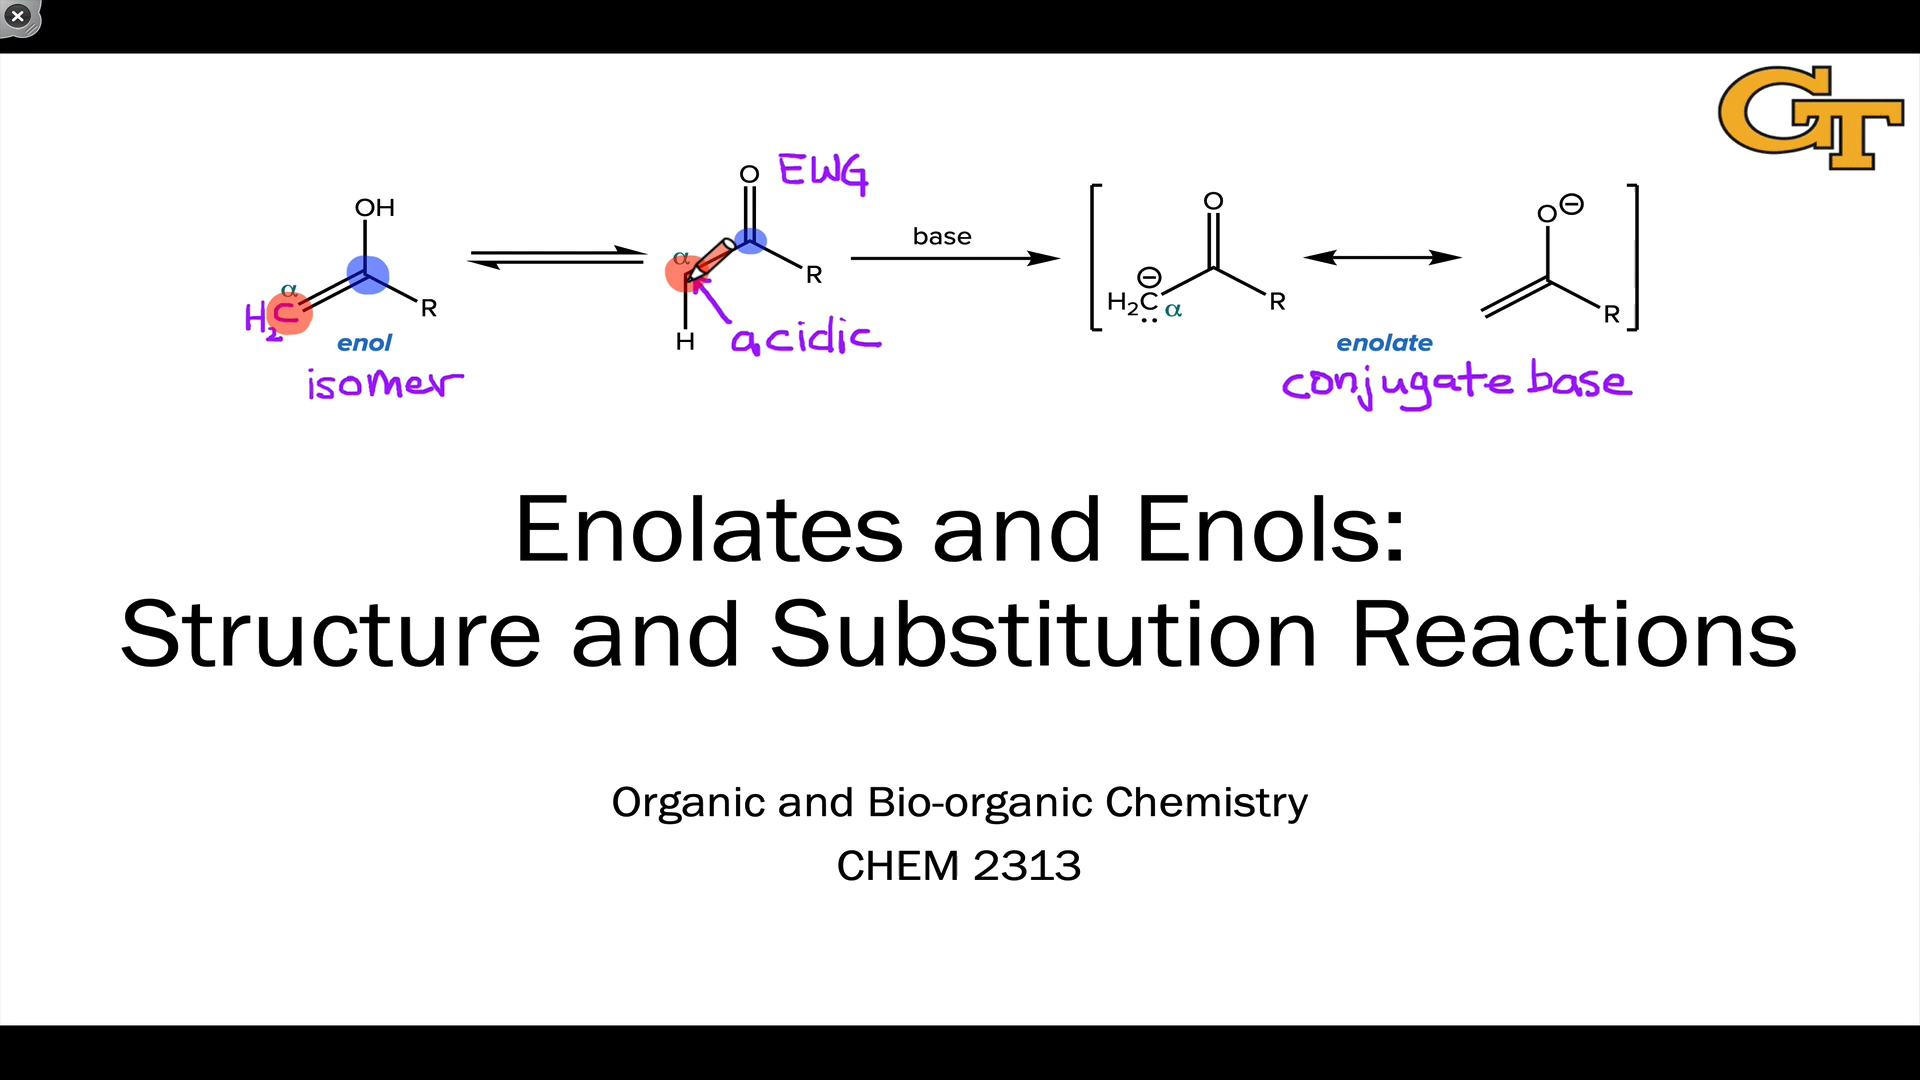 GT
O EWG
OH
α
H₂C
R
enol
isomer
α
R
H
acidic
base
O
⊖
H₂C α
R
O ⊖
R
enolate
conjugate base
Enolates and Enols:
Structure and Substitution Reactions
Organic and Bio-organic Chemistry
CHEM 2313